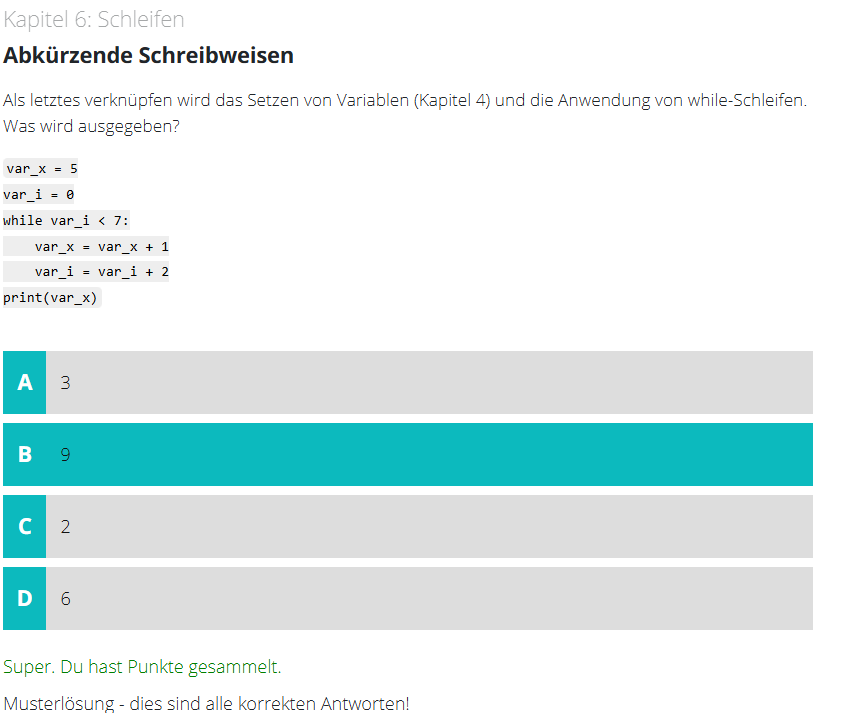 Kapitel 6: Schleifen
Abkürzende Schreibweisen
Als letztes verknüpfen wird das Setzen von Variablen (Kapitel 4) und die Anwendung von while-Schleifen.
Was wird ausgegeben?
var_x = 5
var_i = 0
while var_i < 7:
    var_x = var_x + 1
    var_i = var_i + 2
print(var_x)
A 3
B 9
C 2
D 6
Super. Du hast Punkte gesammelt.
Musterlösung - dies sind alle korrekten Antworten!